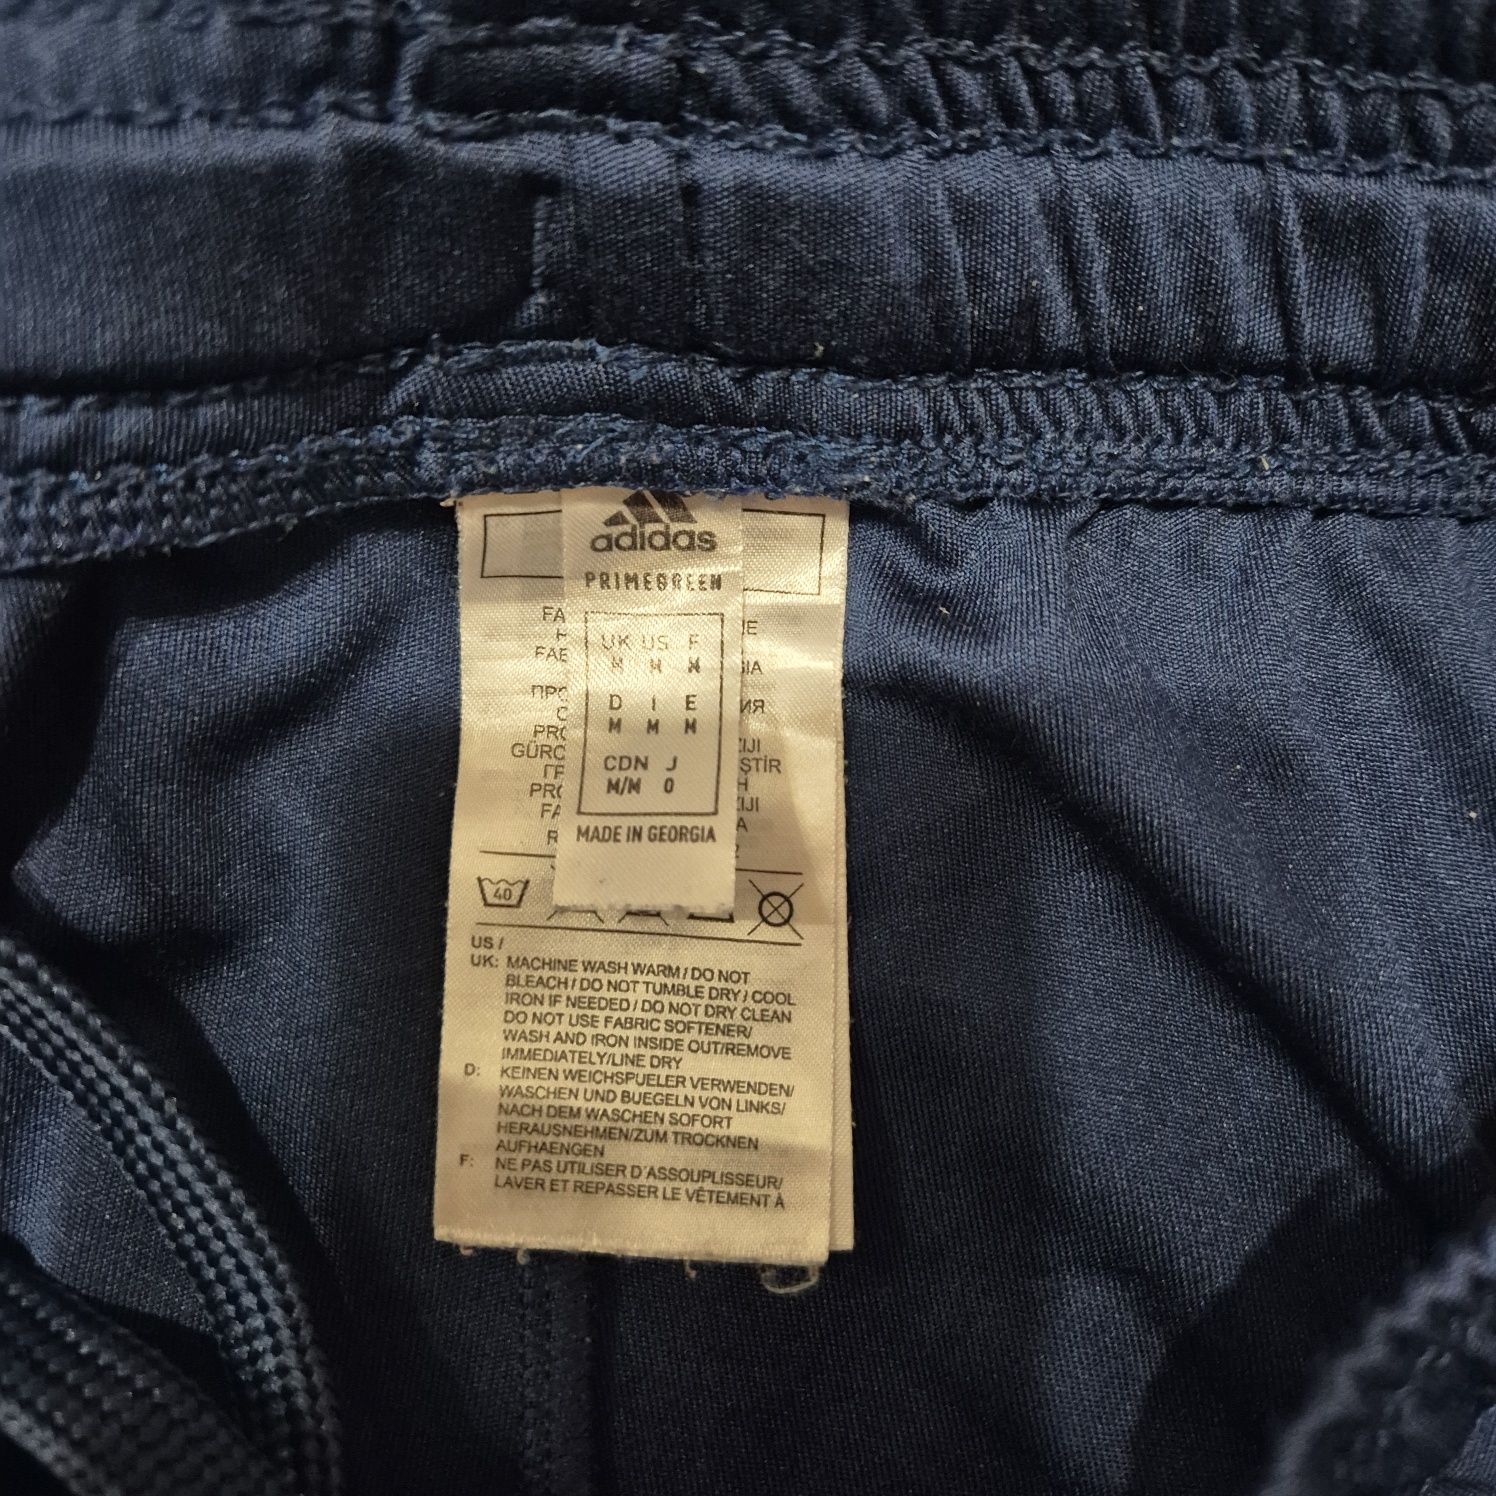 adidas
PRIMEGREEN
UK US F
M M M
D I E
M M M
CDN J
M/M O
MADE IN GEORGIA
40
US /
UK: MACHINE WASH WARM / DO NOT
BLEACH / DO NOT TUMBLE DRY / COOL
IRON IF NEEDED / DO NOT DRY CLEAN
DO NOT USE FABRIC SOFTENER/
WASH AND IRON INSIDE OUT/REMOVE
IMMEDIATELY/LINE DRY
D: KEINEN WEICHSPUELER VERWENDEN/
WASCHEN UND BUEGELN VON LINKS/
NACH DEM WASCHEN SOFORT
HERAUSNEHMEN/ZUM TROCKNEN
AUFHAENGEN
F: NE PAS UTILISER D'ASSOUPLISSEUR/
LAVER ET REPASSER LE VÊTEMENT À